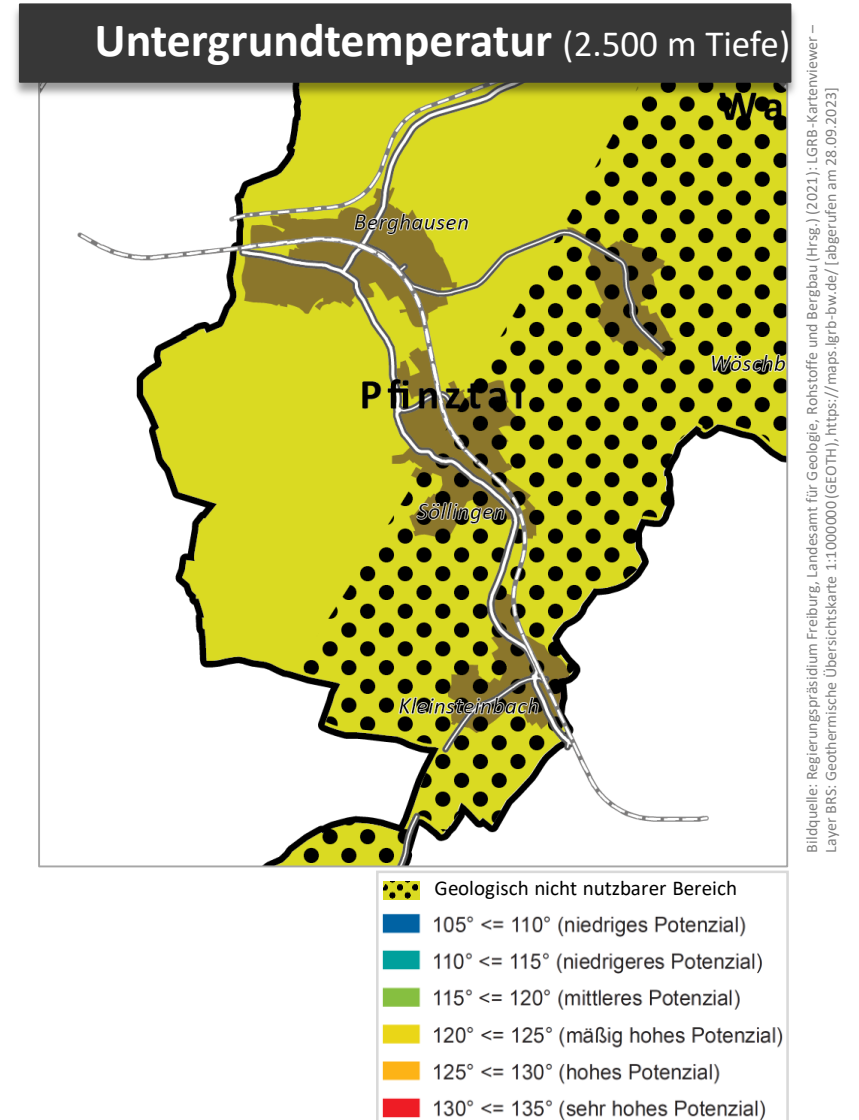 Untergrundtemperatur (2.500 m Tiefe)
Wa
Berghausen
Wöschb
Pfinztal
Söllingen
Kleinsteinbach
Geologisch nicht nutzbarer Bereich
105° <= 110° (niedriges Potenzial)
110° <= 115° (niedrigeres Potenzial)
115° <= 120° (mittleres Potenzial)
120° <= 125° (mäßig hohes Potenzial)
125° <= 130° (hohes Potenzial)
130° <= 135° (sehr hohes Potenzial)
Bildquelle: Regierungspräsidium Freiburg, Landesamt für Geologie, Rohstoffe und Bergbau (Hrsg.) (2021): LGRB-Kartenviewer –
Layer BRS: Geothermische Übersichtskarte 1:1000000 (GEOTH), https://maps.lgrb-bw.de/ [abgerufen am 28.09.2023]